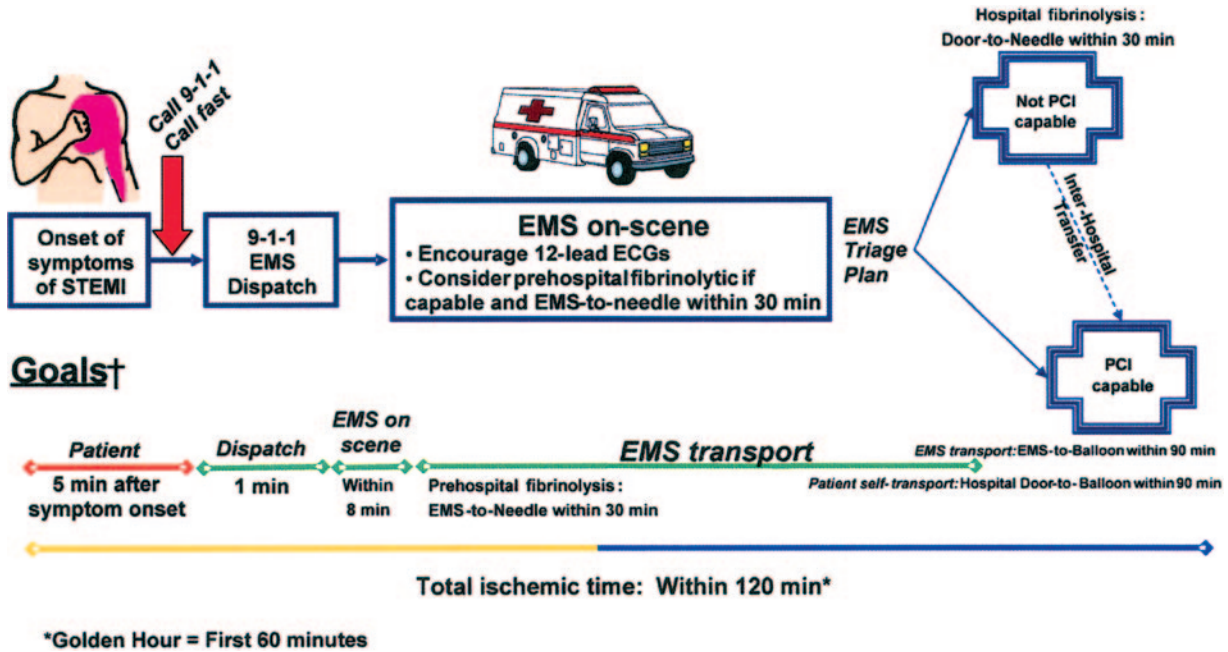 Hospital fibrinolysis :
Door-to-Needle within 30 min
Call 9-1-1
Call fast
Not PCI
capable
Onset of
symptoms
of STEMI
9-1-1
EMS
Dispatch
EMS on-scene
• Encourage 12-lead ECGs
• Consider prehospital fibrinolytic if
capable and EMS-to-needle within 30 min
EMS
Triage
Plan
Inter-Hospital
Transfer
PCI
capable
Goals†
Patient
5 min after
symptom onset
Dispatch
1 min
EMS on
scene
Within
8 min
EMS transport
Prehospital fibrinolysis :
EMS-to-Needle within 30 min
EMS transport: EMS-to-Balloon within 90 min
Patient self-transport: Hospital Door-to-Balloon within 90 min
Total ischemic time: Within 120 min*
*Golden Hour = First 60 minutes